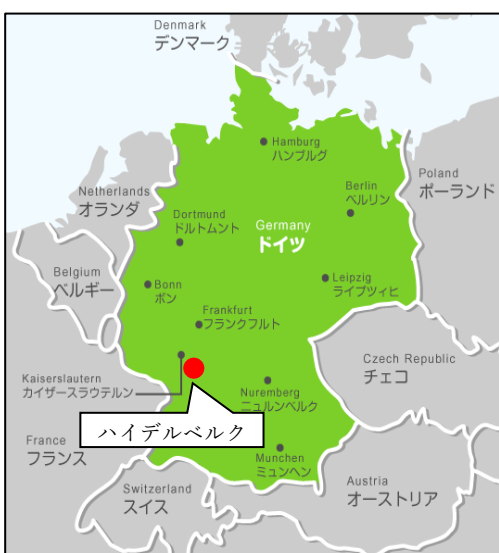 Denmark
デンマーク
Hamburg
ハンブルグ
Poland
ポーランド
Netherlands
オランダ
Berlin
ベルリン
Dortmund
ドルトムント
Germany
ドイツ
Belgium
ベルギー
Bonn
ボン
Leipzig
ライプツィヒ
Frankfurt
フランクフルト
Czech Republic
チェコ
Kaiserslautern
カイザースラウテルン
Nuremberg
ニュルンベルク
ハイデルベルク
France
フランス
Munchen
ミュンヘン
Switzerland
スイス
Austria
オーストリア